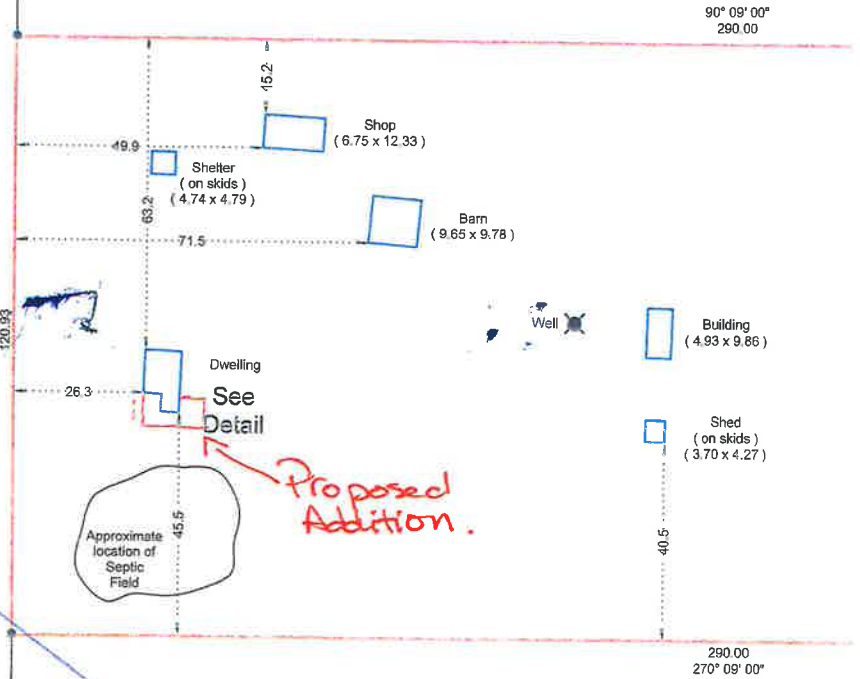 90° 09' 00"
290.00
15.2
Shop
( 6.75 x 12.33 )
49.9
Shelter
( on skids )
( 4.74 x 4.79 )
63.2
Barn
( 9.65 x 9.78 )
71.5
120.93
Well
Building
( 4.93 x 9.86 )
Dwelling
26.3
See
Detail
Shed
( on skids )
( 3.70 x 4.27 )
Proposed
Addition.
45.5
40.5
Approximate
location of
Septic
Field
290.00
270° 09' 00"